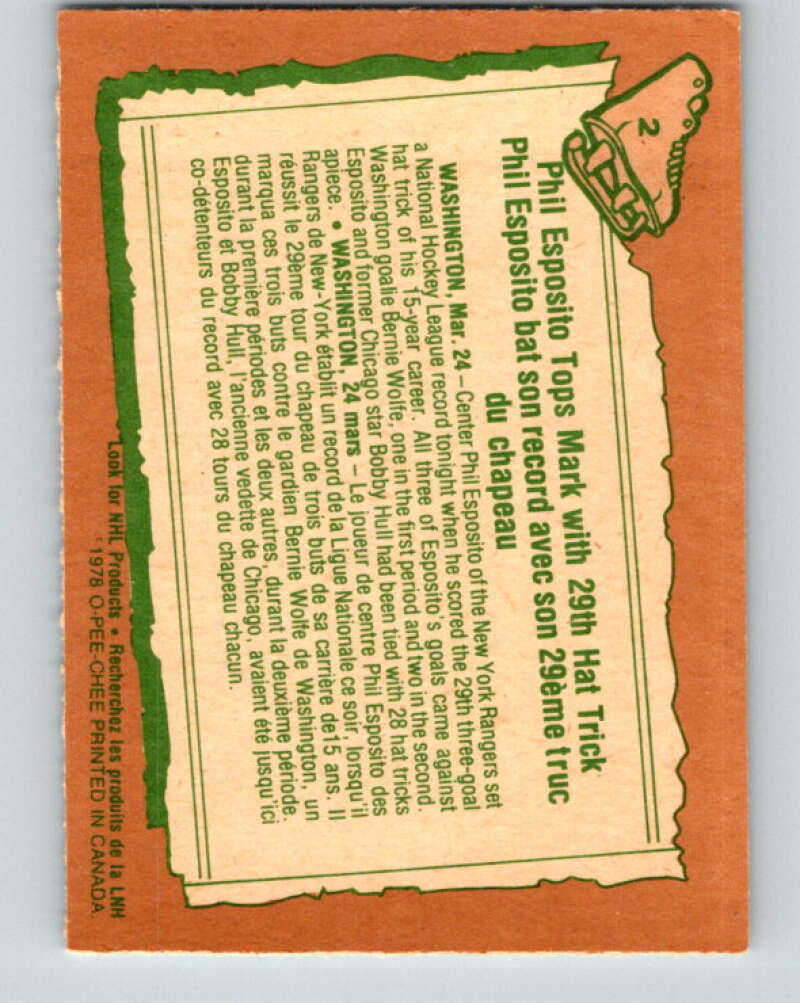 2
Phil Esposito Tops Mark with 29th Hat Trick
Phil Esposito bat son record avec son 29ème truc
du chapeau
WASHINGTON, Mar. 24 – Center Phil Esposito of the New York Rangers set
a National Hockey League record tonight when he scored the 29th three-goal
hat trick of his 15-year career. All three of Esposito's goals came against
Washington goalie Bernie Wolfe, one in the first period and two in the second.
Esposito and former Chicago star Bobby Hull had been tied with 28 hat tricks
apiece. • WASHINGTON, 24 mars – Le joueur de centre Phil Esposito des
Rangers de New-York établit un record de la Ligue Nationale ce soir, lorsqu'il
réussit le 29ème tour du chapeau de trois buts de sa carrière de 15 ans. Il
marqua ces trois buts contre le gardien Bernie Wolfe de Washington, un
durant la première périodes et les deux autres, durant la deuxième période.
Esposito et Bobby Hull, l'ancienne vedette de Chicago, avaient été jusqu'ici
co-détenteurs du record avec 28 tours du chapeau chacun.
Look for NHL Products • Recherchez les produits de la LNH
©1978 O-PEE-CHEE PRINTED IN CANADA.